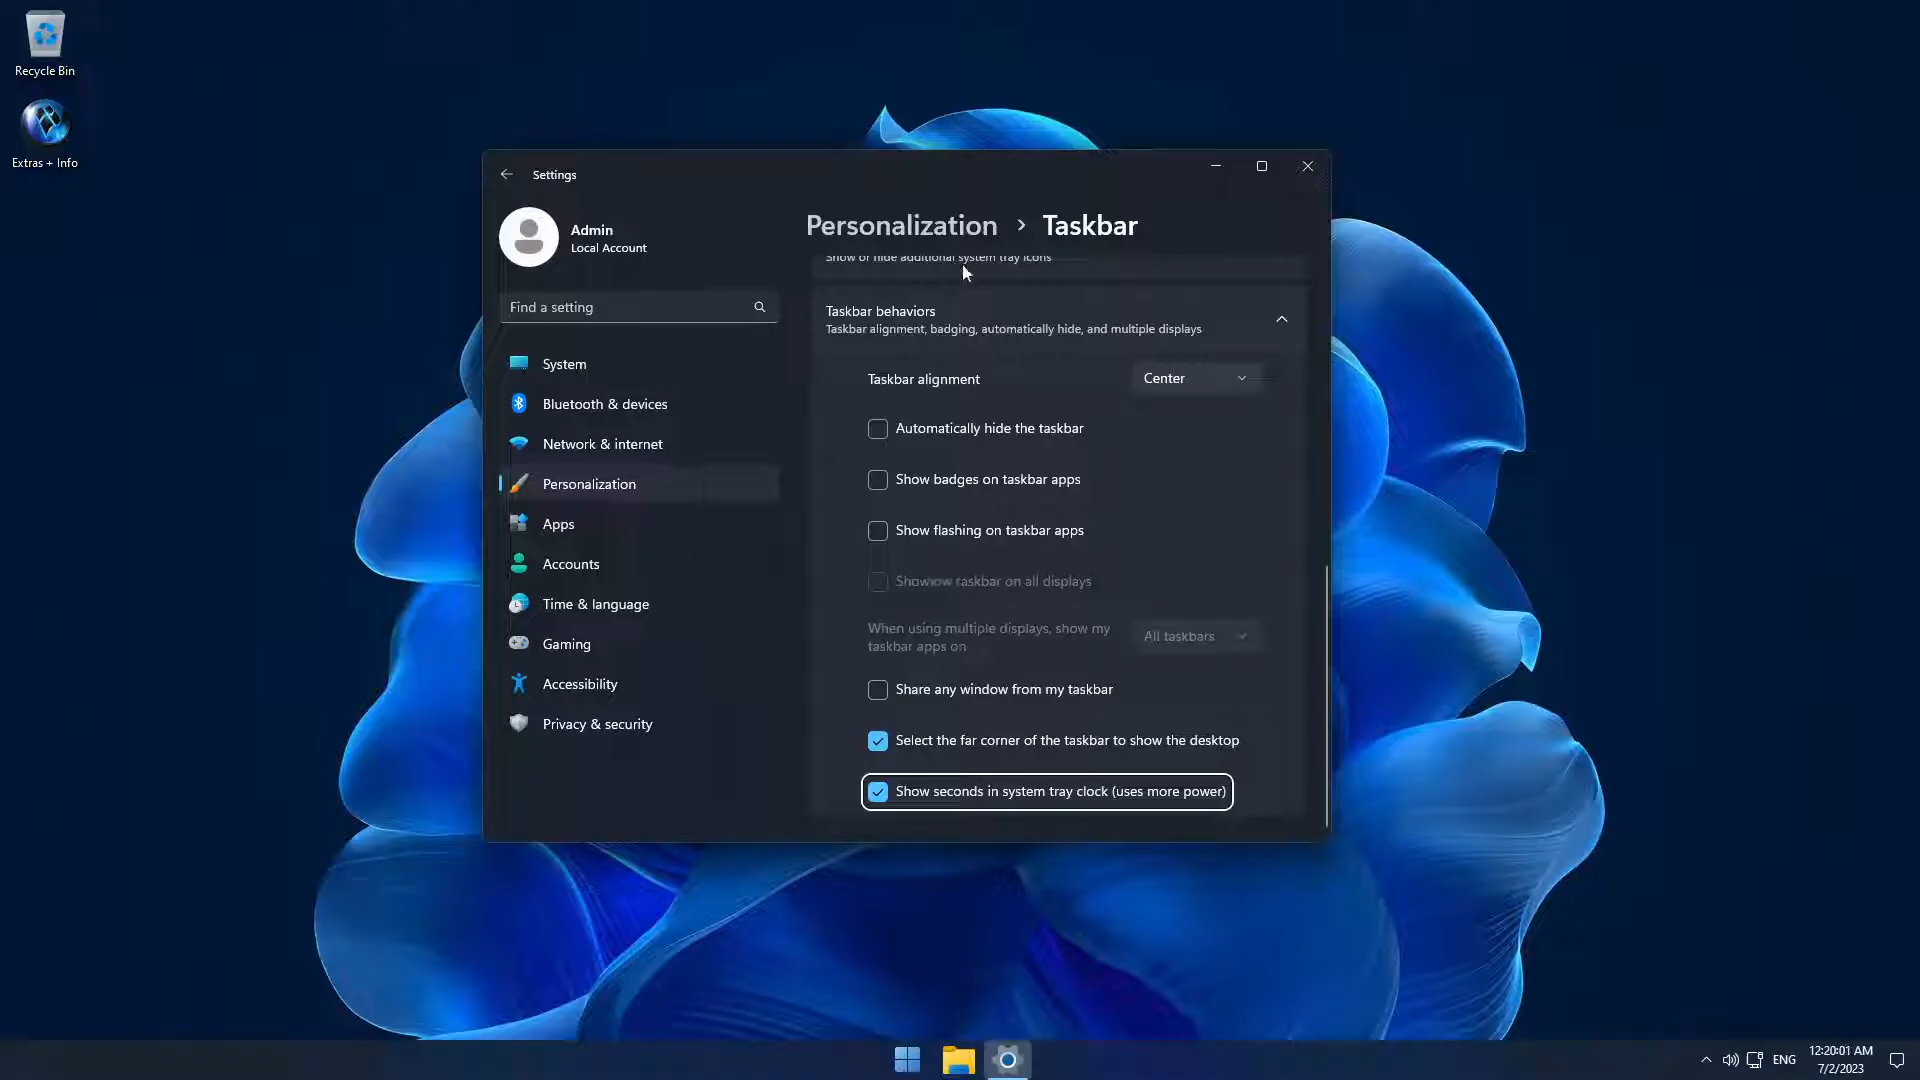 Recycle Bin
Extras + Info
Settings
Admin
Local Account
Find a setting
System
Bluetooth & devices
Network & internet
Personalization
Apps
Accounts
Time & language
Gaming
Accessibility
Privacy & security
Personalization > Taskbar
Show or hide additional system tray icons
Taskbar behaviors
Taskbar alignment, badging, automatically hide, and multiple displays
Taskbar alignment
Center
Automatically hide the taskbar
Show badges on taskbar apps
Show flashing on taskbar apps
taskbar on all displays
When using multiple displays, show my
taskbar apps on
All taskbars
Share any window from my taskbar
Select the far corner of the taskbar to show the desktop
Show seconds in system tray clock (uses more power)
ENG
12:20:01 AM
7/2/2023